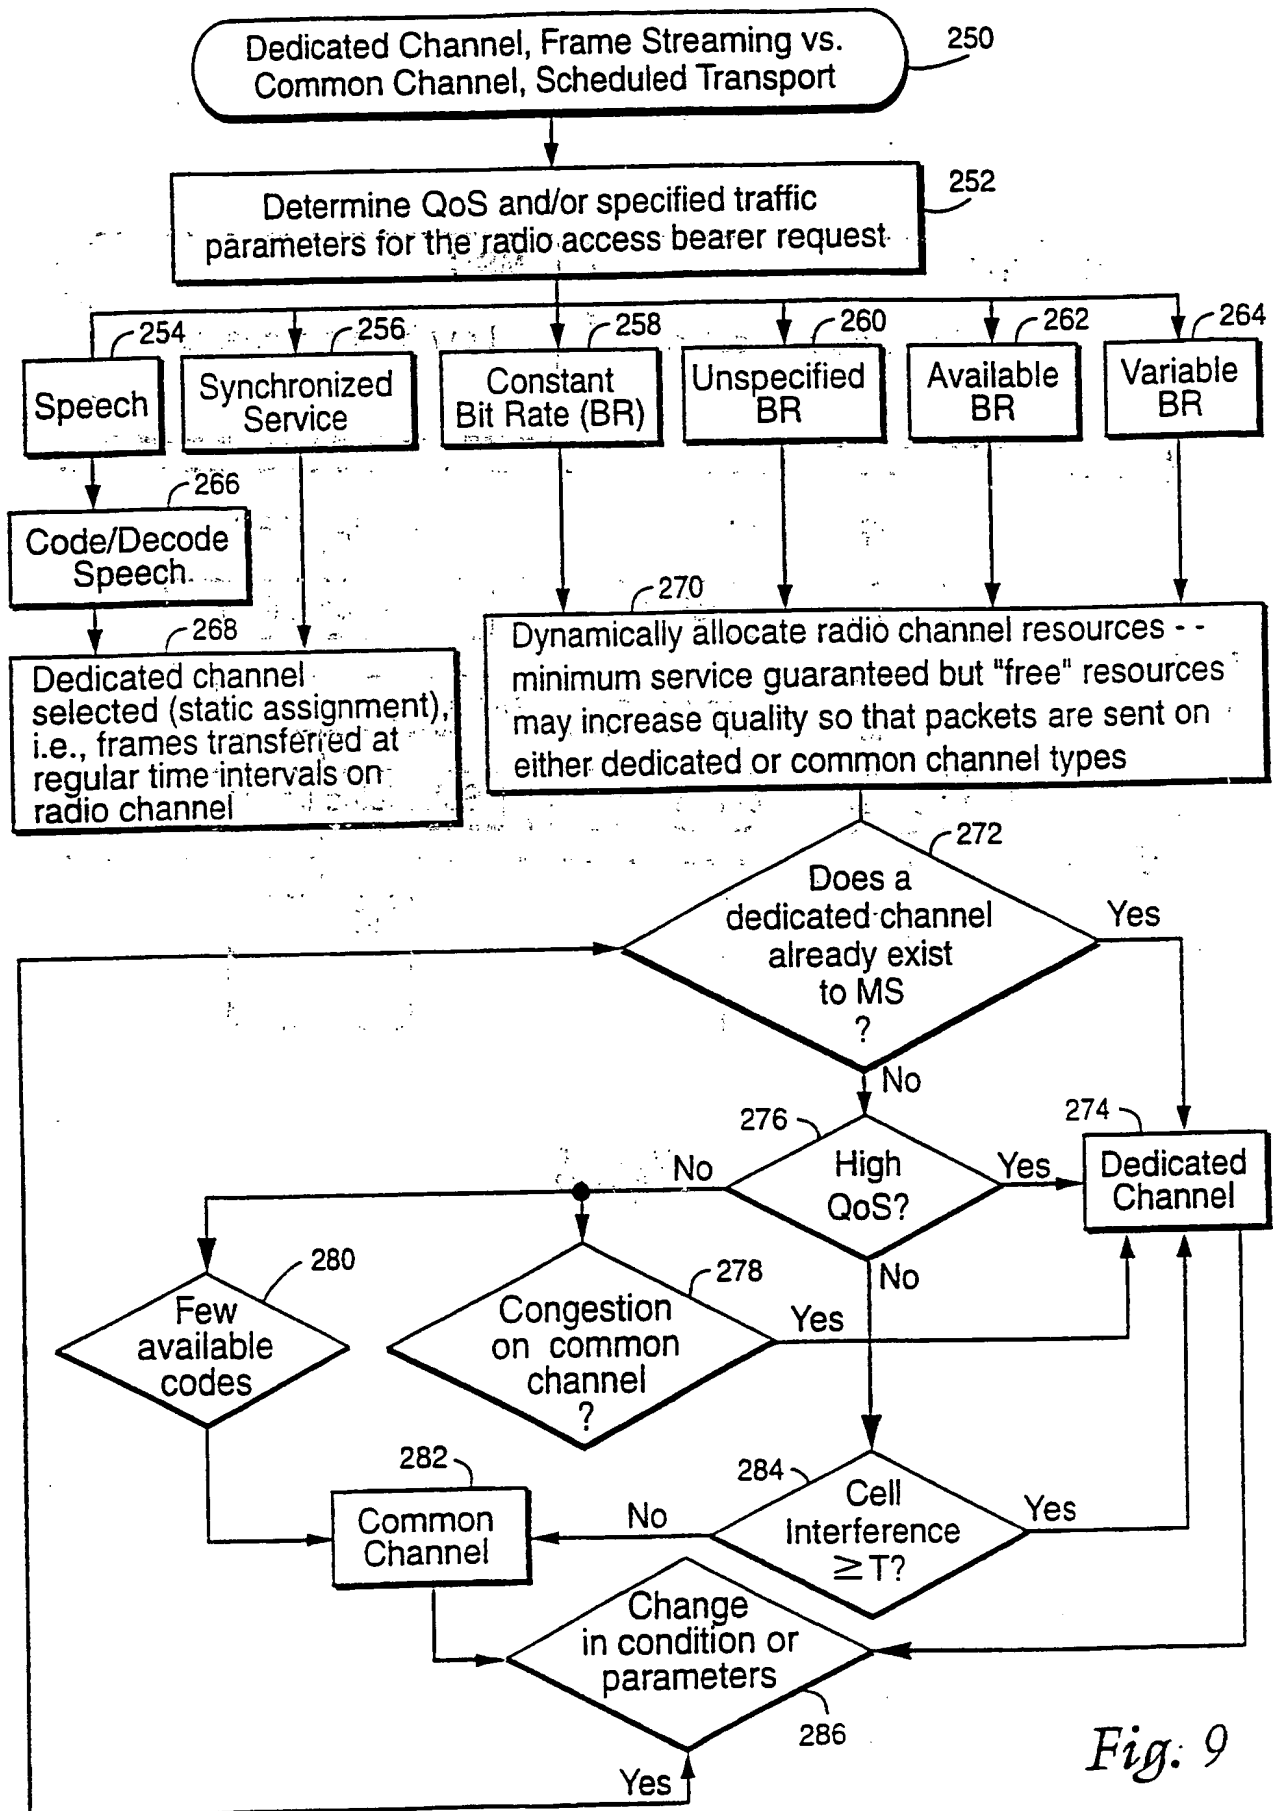 Dedicated Channel, Frame Streaming vs.
Common Channel, Scheduled Transport
250
Determine QoS and/or specified traffic
parameters for the radio access bearer request
252
254
Speech
256
Synchronized
Service
258
Constant
Bit Rate (BR)
260
Unspecified
BR
262
Available
BR
264
Variable
BR
266
Code/Decode
Speech
268
Dedicated channel
selected (static assignment),
i.e., frames transferred at
regular time intervals on
radio channel
270
Dynamically allocate radio channel resources - -
minimum service guaranteed but "free" resources
may increase quality so that packets are sent on
either dedicated or common channel types
272
Does a
dedicated channel
already exist
to MS
?
Yes
No
276
High
QoS?
No
Yes
No
274
Dedicated
Channel
280
Few
available
codes
278
Congestion
on common
channel
?
Yes
282
Common
Channel
284
Cell
Interference
≥T?
No
Yes
Change
in condition or
parameters
286
Yes
Fig. 9